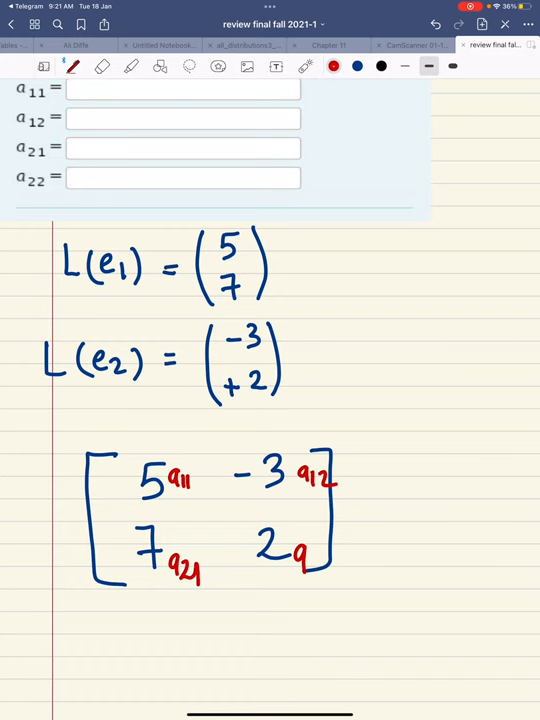 Telegram 9:21 AM Tue 18 Jan 36%
review final fall 2021-1
Ali Diffe Untitled Notebook... all_distributions3_... Chapter 11 CamScanner 01-1... review final fal...
a11 =
a12 =
a21 =
a22 =
L(e1) = (5
7)
L(e2) = (-3
+2)
[5 a11 -3 a12
7 a21 2 a]